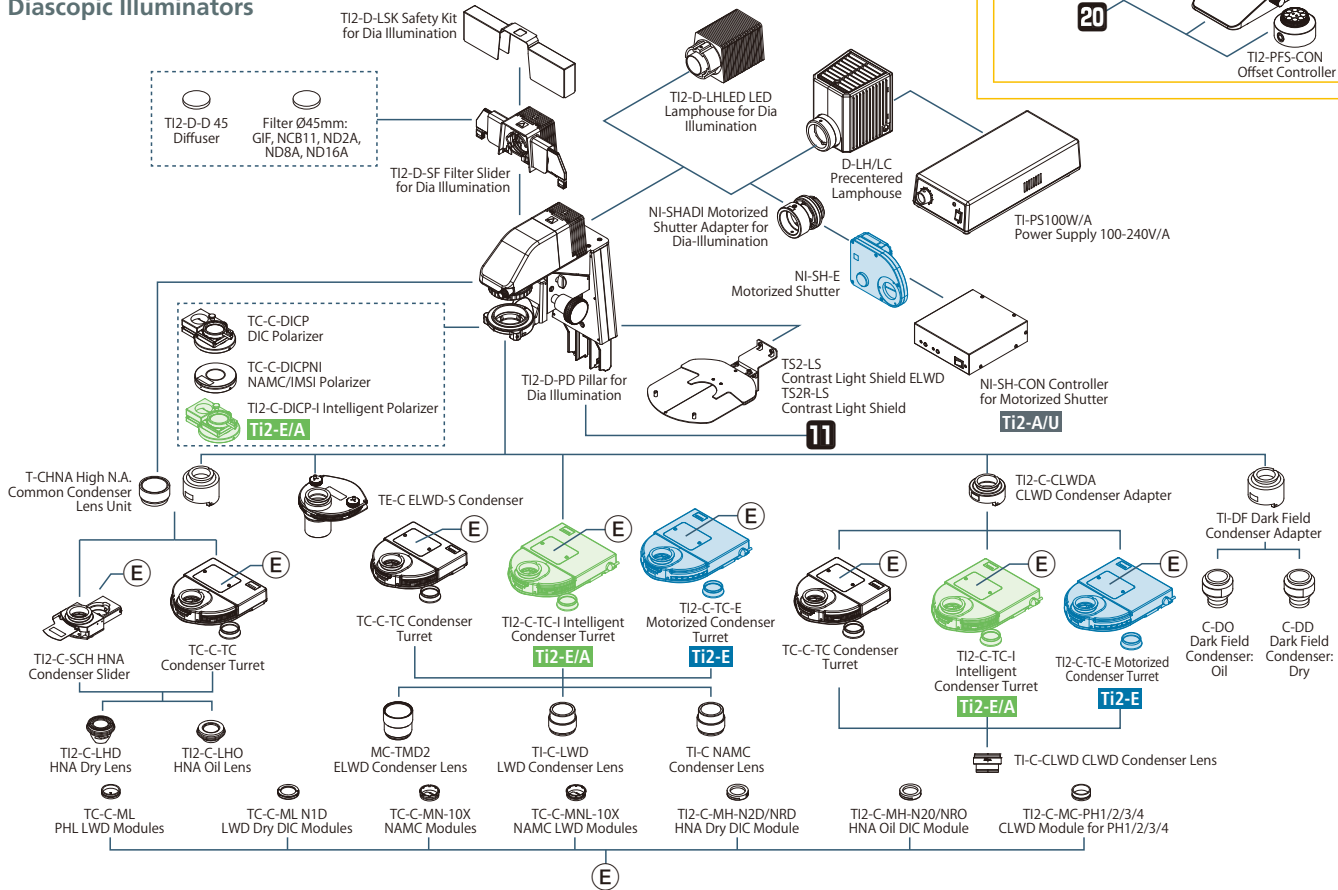 Diascopic Illuminators
TI2-D-LSK Safety Kit
for Dia Illumination
20
TI2-PFS-CON
Offset Controller
TI2-D-D 45
Diffuser
Filter Ø45mm:
GIF, NCB11, ND2A,
ND8A, ND16A
TI2-D-SF Filter Slider
for Dia Illumination
TI2-D-LHLED LED
Lamphouse for Dia
Illumination
D-LH/LC
Precentered
Lamphouse
TI-PS100W/A
Power Supply 100-240V/A
NI-SHADI Motorized
Shutter Adapter for
Dia-Illumination
NI-SH-E
Motorized Shutter
NI-SH-CON Controller
for Motorized Shutter
Ti2-A/U
TC-C-DICP
DIC Polarizer
TC-C-DICPNI
NAMC/IMSI Polarizer
TI2-C-DICP-I Intelligent Polarizer
Ti2-E/A
TI2-D-PD Pillar for
Dia Illumination
TS2-LS
Contrast Light Shield ELWD
TS2R-LS
Contrast Light Shield
11
T-CHNA High N.A.
Common Condenser
Lens Unit
TE-C ELWD-S Condenser
TI2-C-CLWDA
CLWD Condenser Adapter
TI-DF Dark Field
Condenser Adapter
E
E
E
E
E
E
E
E
TI2-C-SCH HNA
Condenser Slider
TC-C-TC
Condenser Turret
TC-C-TC Condenser
Turret
TI2-C-TC-I Intelligent
Condenser Turret
Ti2-E/A
TI2-C-TC-E
Motorized Condenser
Turret
Ti2-E
TC-C-TC Condenser
Turret
TI2-C-TC-I
Intelligent
Condenser Turret
Ti2-E/A
TI2-C-TC-E Motorized
Condenser Turret
Ti2-E
C-DO
Dark Field
Condenser:
Oil
C-DD
Dark Field
Condenser:
Dry
TI2-C-LHD
HNA Dry Lens
TI2-C-LHO
HNA Oil Lens
MC-TMD2
ELWD Condenser Lens
TI-C-LWD
LWD Condenser Lens
TI-C NAMC
Condenser Lens
TI-C-CLWD CLWD Condenser Lens
TC-C-ML
PHL LWD Modules
TC-C-ML N1D
LWD Dry DIC Modules
TC-C-MN-10X
NAMC Modules
TC-C-MNL-10X
NAMC LWD Modules
TI2-C-MH-N2D/NRD
HNA Dry DIC Module
TI2-C-MH-N20/NRO
HNA Oil DIC Module
TI2-C-MC-PH1/2/3/4
CLWD Module for PH1/2/3/4
E